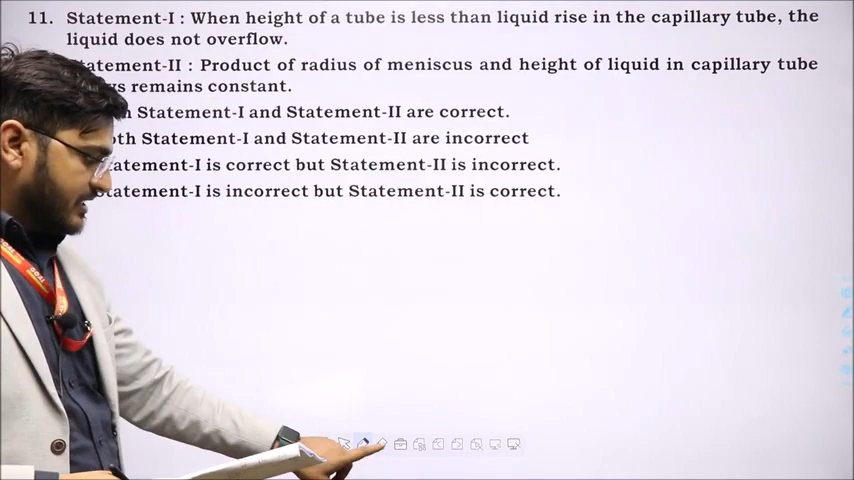 11. Statement-I : When height of a tube is less than liquid rise in the capillary tube, the
liquid does not overflow.
tatement-II : Product of radius of meniscus and height of liquid in capillary tube
ys remains constant.
h Statement-I and Statement-II are correct.
oth Statement-I and Statement-II are incorrect
tatement-I is correct but Statement-II is incorrect.
Statement-I is incorrect but Statement-II is correct.
GOAL